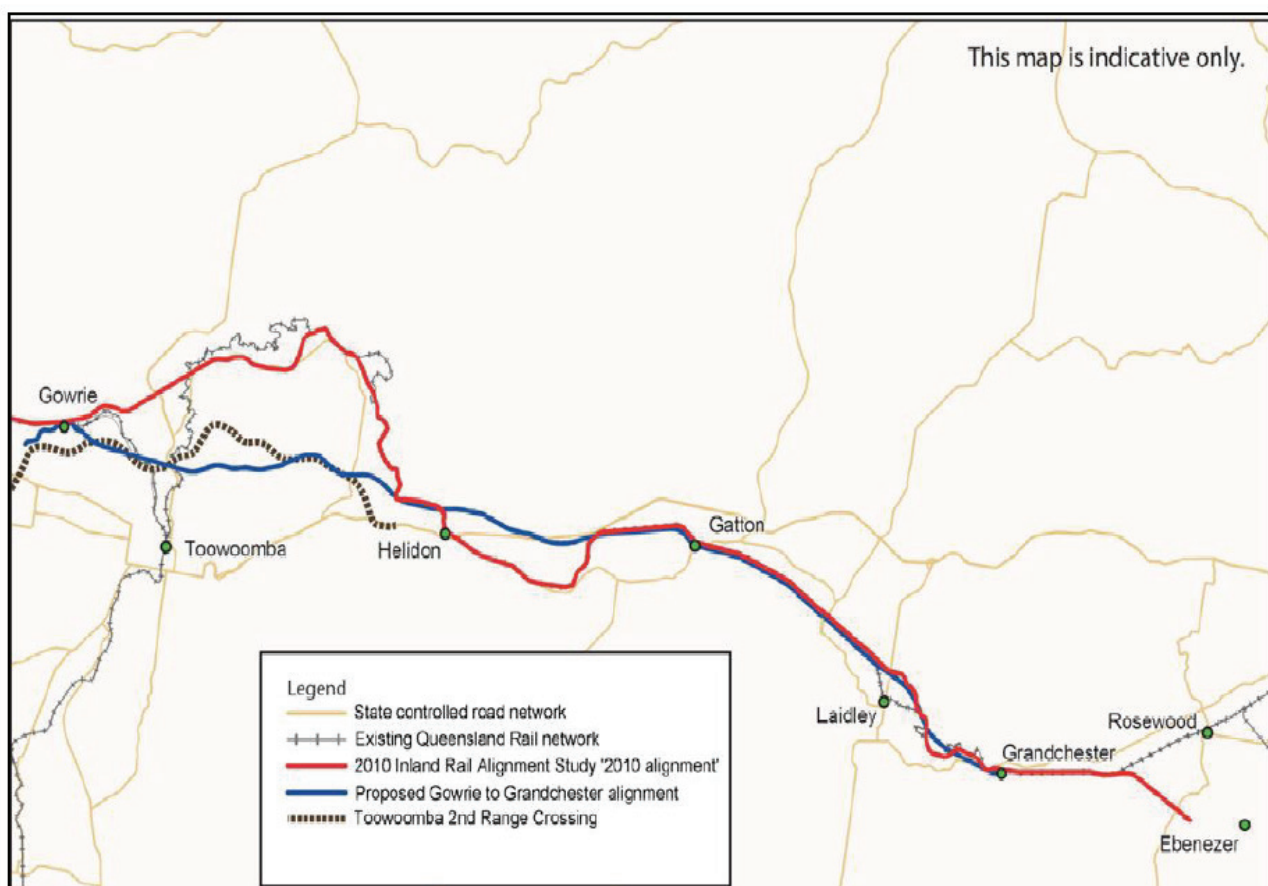 This map is indicative only.
Gowrie
Toowoomba
Helidon
Gatton
Laidley
Rosewood
Grandchester
Ebenezer
Legend
State controlled road network
Existing Queensland Rail network
2010 Inland Rail Alignment Study '2010 alignment'
Proposed Gowrie to Grandchester alignment
Toowoomba 2nd Range Crossing